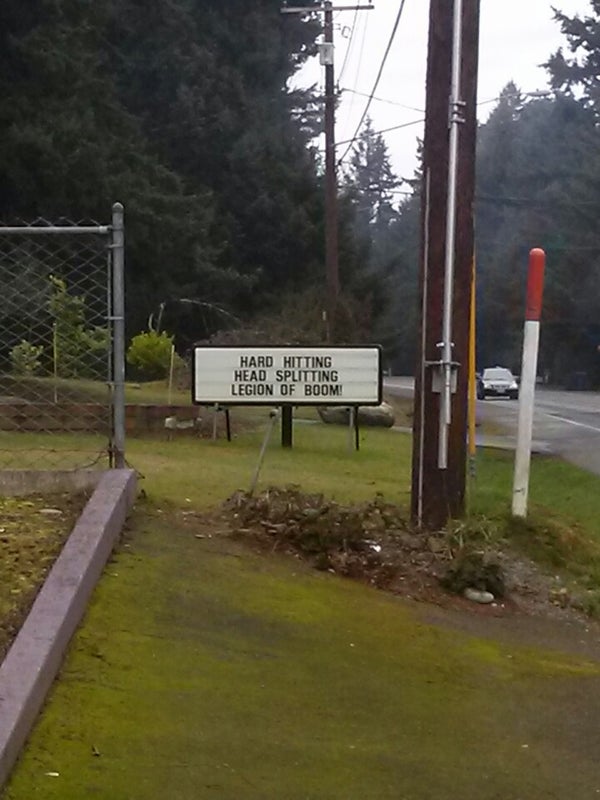 HARD HITTING
HEAD SPLITTING
LEGION OF BOOM!